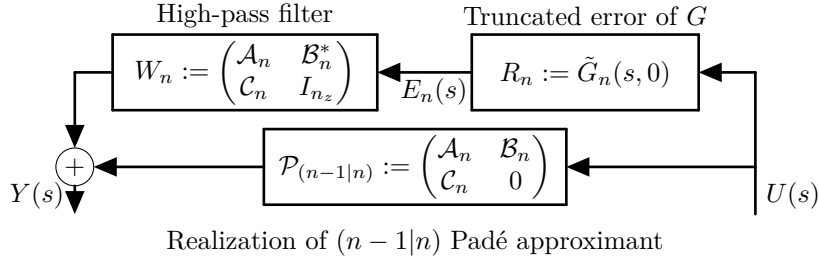 High-pass filter
Truncated error of G
W_n := (𝒜_n ℬ_n^*
𝒞_n I_{n_z})
E_n(s)
R_n := G̃_n(s, 0)
+
𝒫_{(n−1|n)} := (𝒜_n ℬ_n
𝒞_n 0)
Y(s)
U(s)
Realization of (n − 1|n) Padé approximant